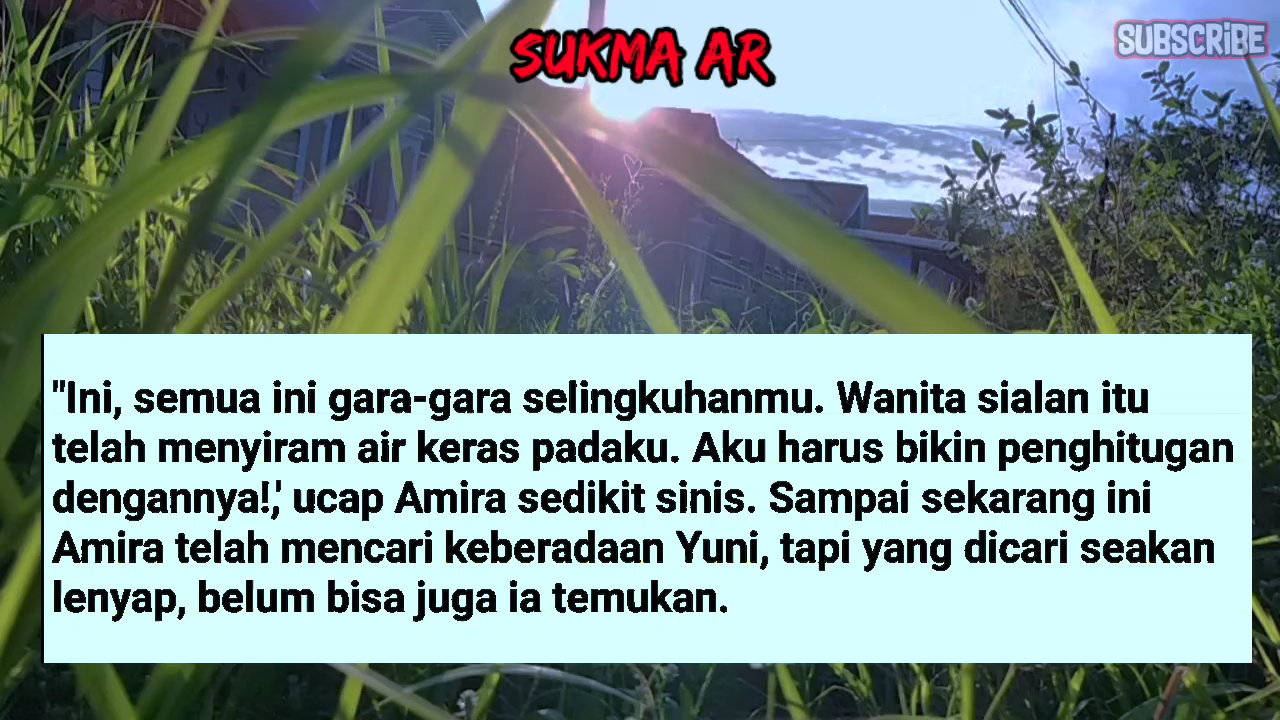 SUKMA AR
SUBSCRIBE
"Ini, semua ini gara-gara selingkuhanmu. Wanita sialan itu
telah menyiram air keras padaku. Aku harus bikin penghitugan
dengannya!,' ucap Amira sedikit sinis. Sampai sekarang ini
Amira telah mencari keberadaan Yuni, tapi yang dicari seakan
lenyap, belum bisa juga ia temukan.